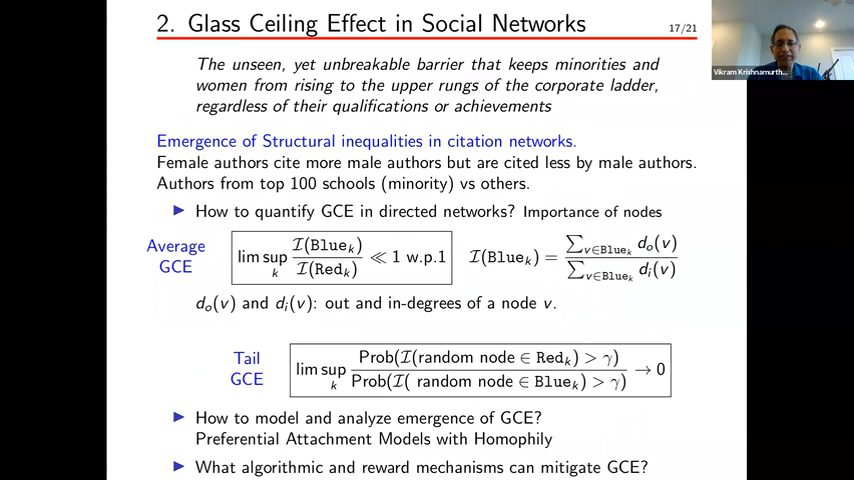 2. Glass Ceiling Effect in Social Networks
17/21
Vikram Krishnamurth...
The unseen, yet unbreakable barrier that keeps minorities and
women from rising to the upper rungs of the corporate ladder,
regardless of their qualifications or achievements
Emergence of Structural inequalities in citation networks.
Female authors cite more male authors but are cited less by male authors.
Authors from top 100 schools (minority) vs others.
▶ How to quantify GCE in directed networks? Importance of nodes
Average
GCE
lim sup_k I(Blue_k) / I(Red_k) ≪ 1 w.p.1 I(Blue_k) = ∑_{v∈Blue_k} d_o(v) / ∑_{v∈Blue_k} d_i(v)
d_o(v) and d_i(v): out and in-degrees of a node v.
Tail
GCE
lim sup_k Prob(I(random node ∈ Red_k) > γ) / Prob(I( random node ∈ Blue_k) > γ) → 0
▶ How to model and analyze emergence of GCE?
Preferential Attachment Models with Homophily
▶ What algorithmic and reward mechanisms can mitigate GCE?